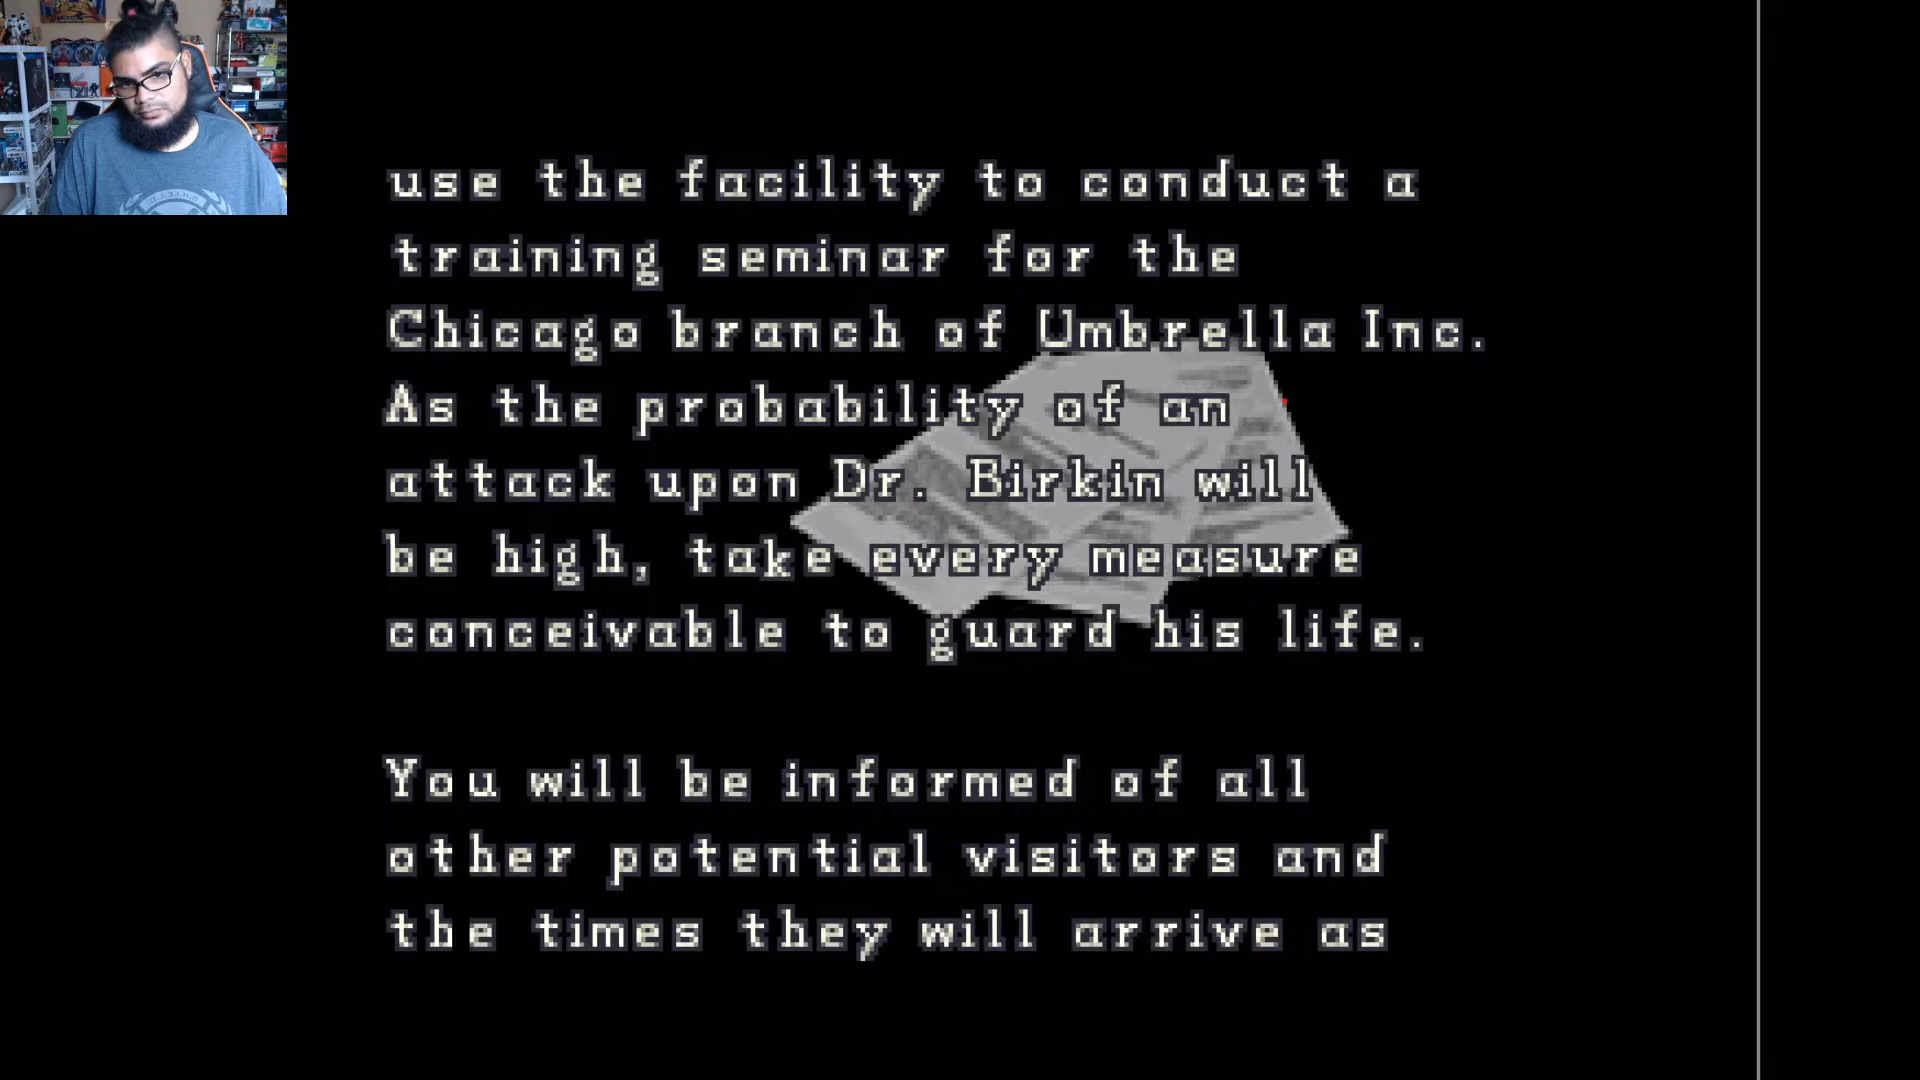 use the facility to conduct a
training seminar for the
Chicago branch of Umbrella Inc.
As the probability of an
attack upon Dr. Birkin will
be high, take every measure
conceivable to guard his life.
You will be informed of all
other potential visitors and
the times they will arrive as